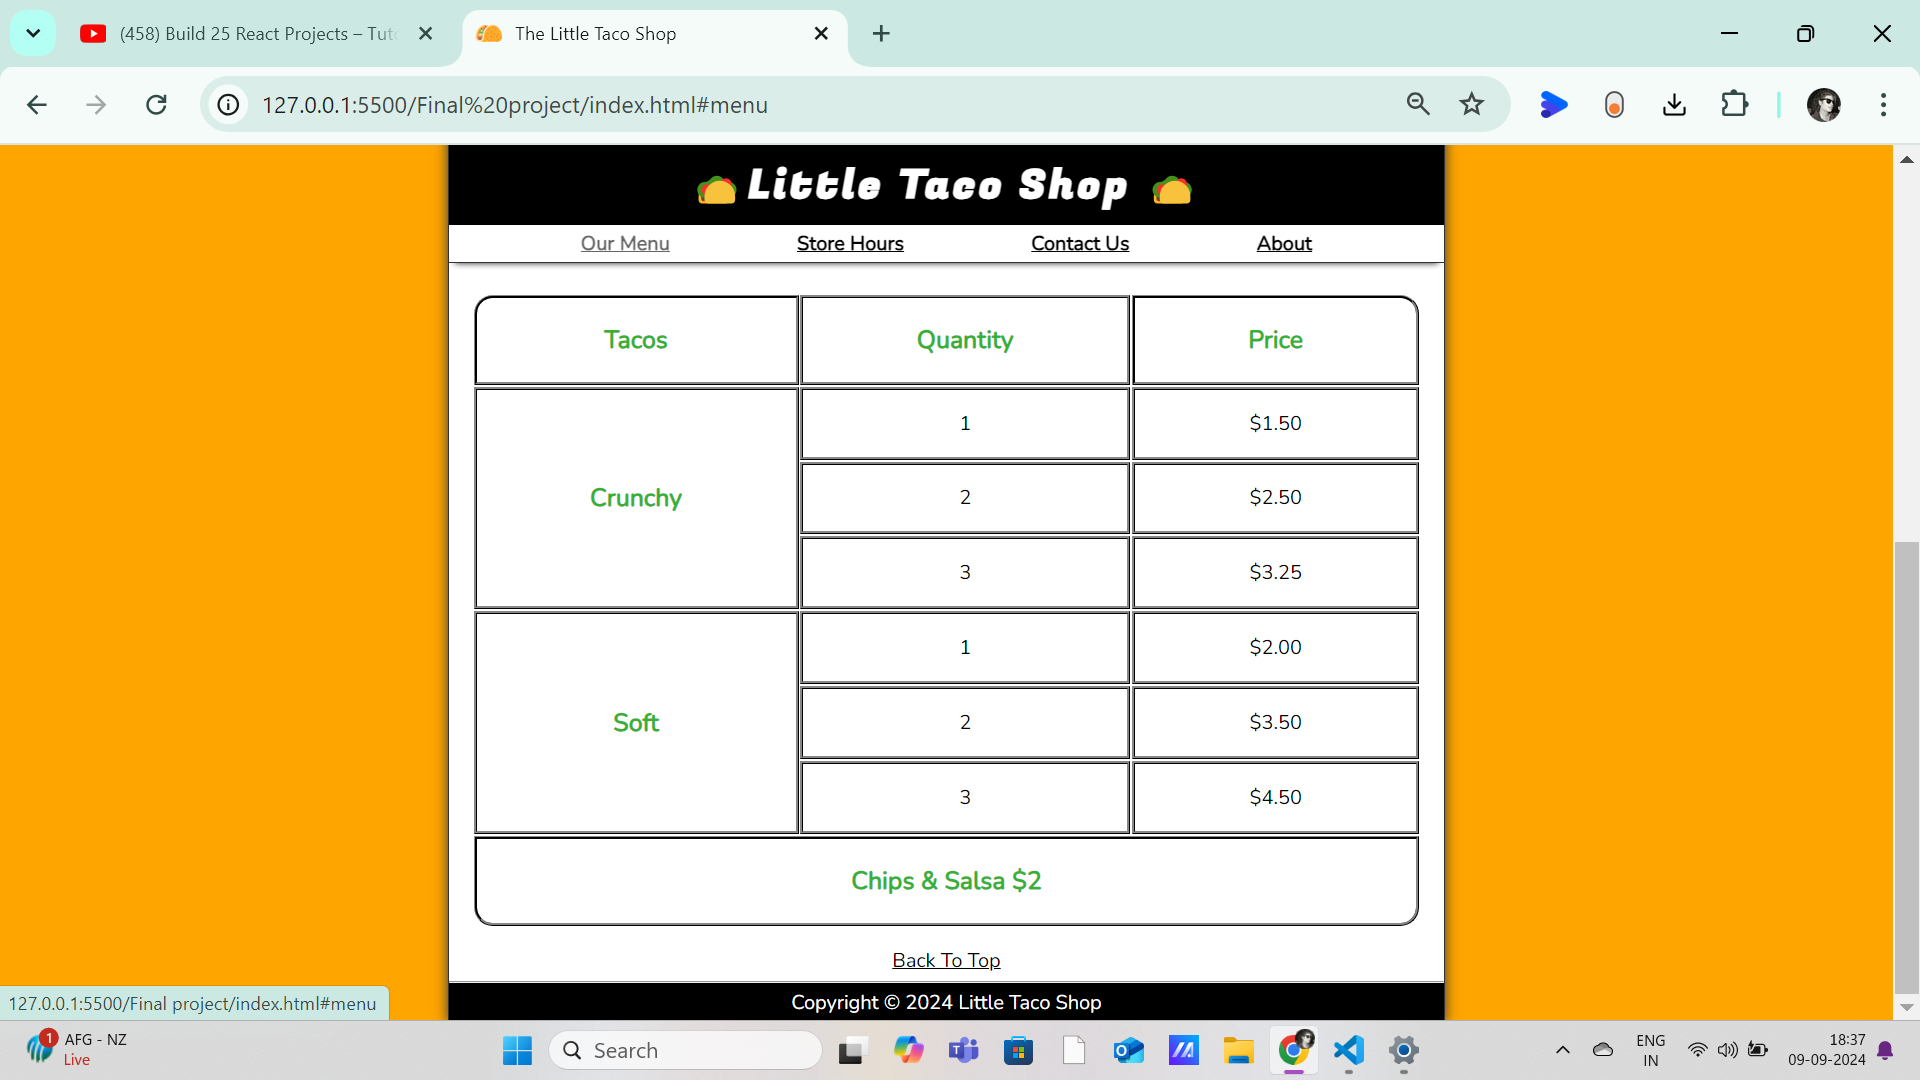 (458) Build 25 React Projects – Tut
The Little Taco Shop
127.0.0.1:5500/Final%20project/index.html#menu
Little Taco Shop
Our Menu Store Hours Contact Us About
Tacos Quantity Price
Crunchy
1 $1.50
2 $2.50
3 $3.25
Soft
1 $2.00
2 $3.50
3 $4.50
Chips & Salsa $2
Back To Top
Copyright © 2024 Little Taco Shop
127.0.0.1:5500/Final project/index.html#menu
1
AFG - NZ
Live
Search
ENG
IN
18:37
09-09-2024